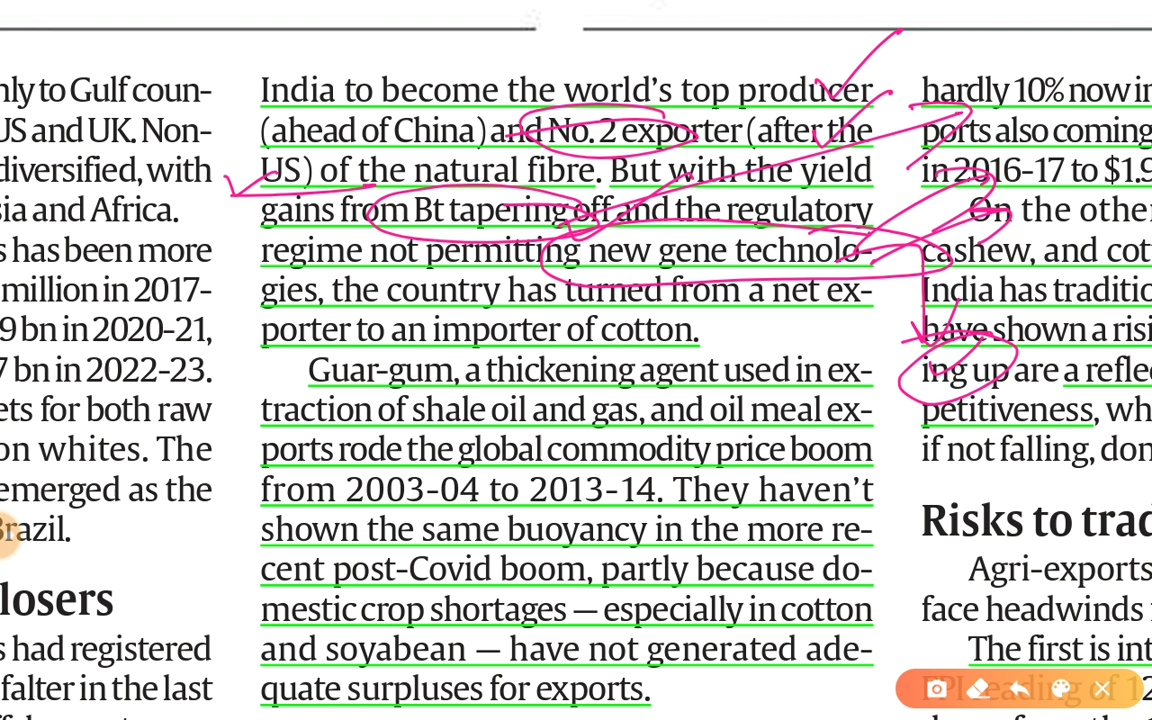 nly to Gulf coun-
US and UK. Non-
diversified, with
sia and Africa.
s has been more
million in 2017-
9 bn in 2020-21,
7 bn in 2022-23.
ets for both raw
on whites. The
emerged as the
Brazil.
losers
s had registered
falter in the last
India to become the world's top producer
(ahead of China) and No. 2 exporter (after the
US) of the natural fibre. But with the yield
gains from Bt tapering off and the regulatory
regime not permitting new gene technolo-
gies, the country has turned from a net ex-
porter to an importer of cotton.
Guar-gum, a thickening agent used in ex-
traction of shale oil and gas, and oil meal ex-
ports rode the global commodity price boom
from 2003-04 to 2013-14. They haven't
shown the same buoyancy in the more re-
cent post-Covid boom, partly because do-
mestic crop shortages — especially in cotton
and soyabean — have not generated ade-
quate surpluses for exports.
hardly 10% now in
ports also coming
in 2016-17 to $1.9
On the other
cashew, and cot
India has traditio
have shown a risi
ing up are a refle
petitiveness, wh
if not falling, don
Risks to trad
Agri-exports
face headwinds
The first is int
FPI leading of 12